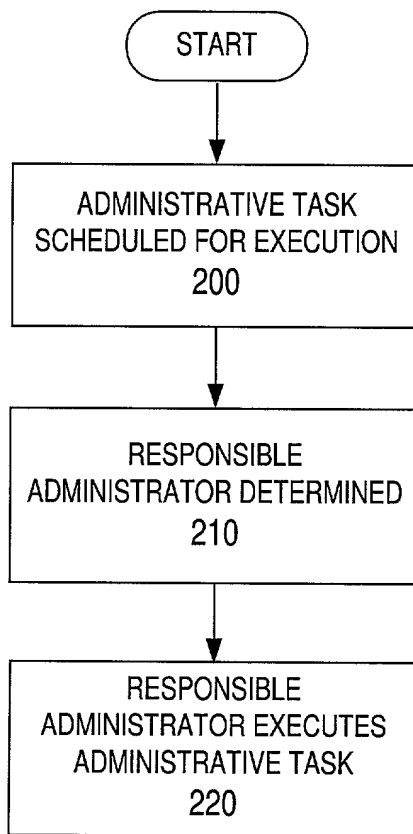 START
ADMINISTRATIVE TASK
SCHEDULED FOR EXECUTION
200
RESPONSIBLE
ADMINISTRATOR DETERMINED
210
RESPONSIBLE
ADMINISTRATOR EXECUTES
ADMINISTRATIVE TASK
220